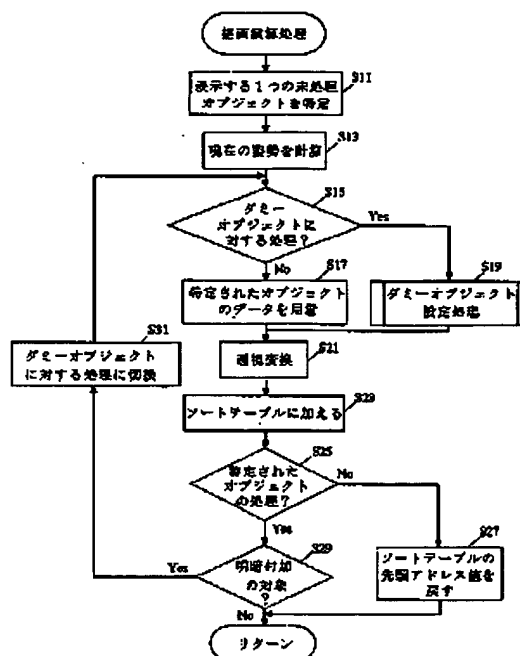 描画演算処理
S11
表示する1つの未処理
オブジェクトを特定
S13
現在の姿勢を計算
S15
ダミー
オブジェクトに
対する処理?
Yes
No
S17
特定されたオブジェクト
のデータを用意
S19
ダミーオブジェクト
設定処理
S31
ダミーオブジェクト
に対する処理に切換
S21
透視変換
S23
ソートテーブルに加える
S25
特定された
オブジェクト
の処理?
No
Yes
S27
ソートテーブルの
先頭アドレス値を
戻す
S29
明暗付加
の対象
?
Yes
No
リターン